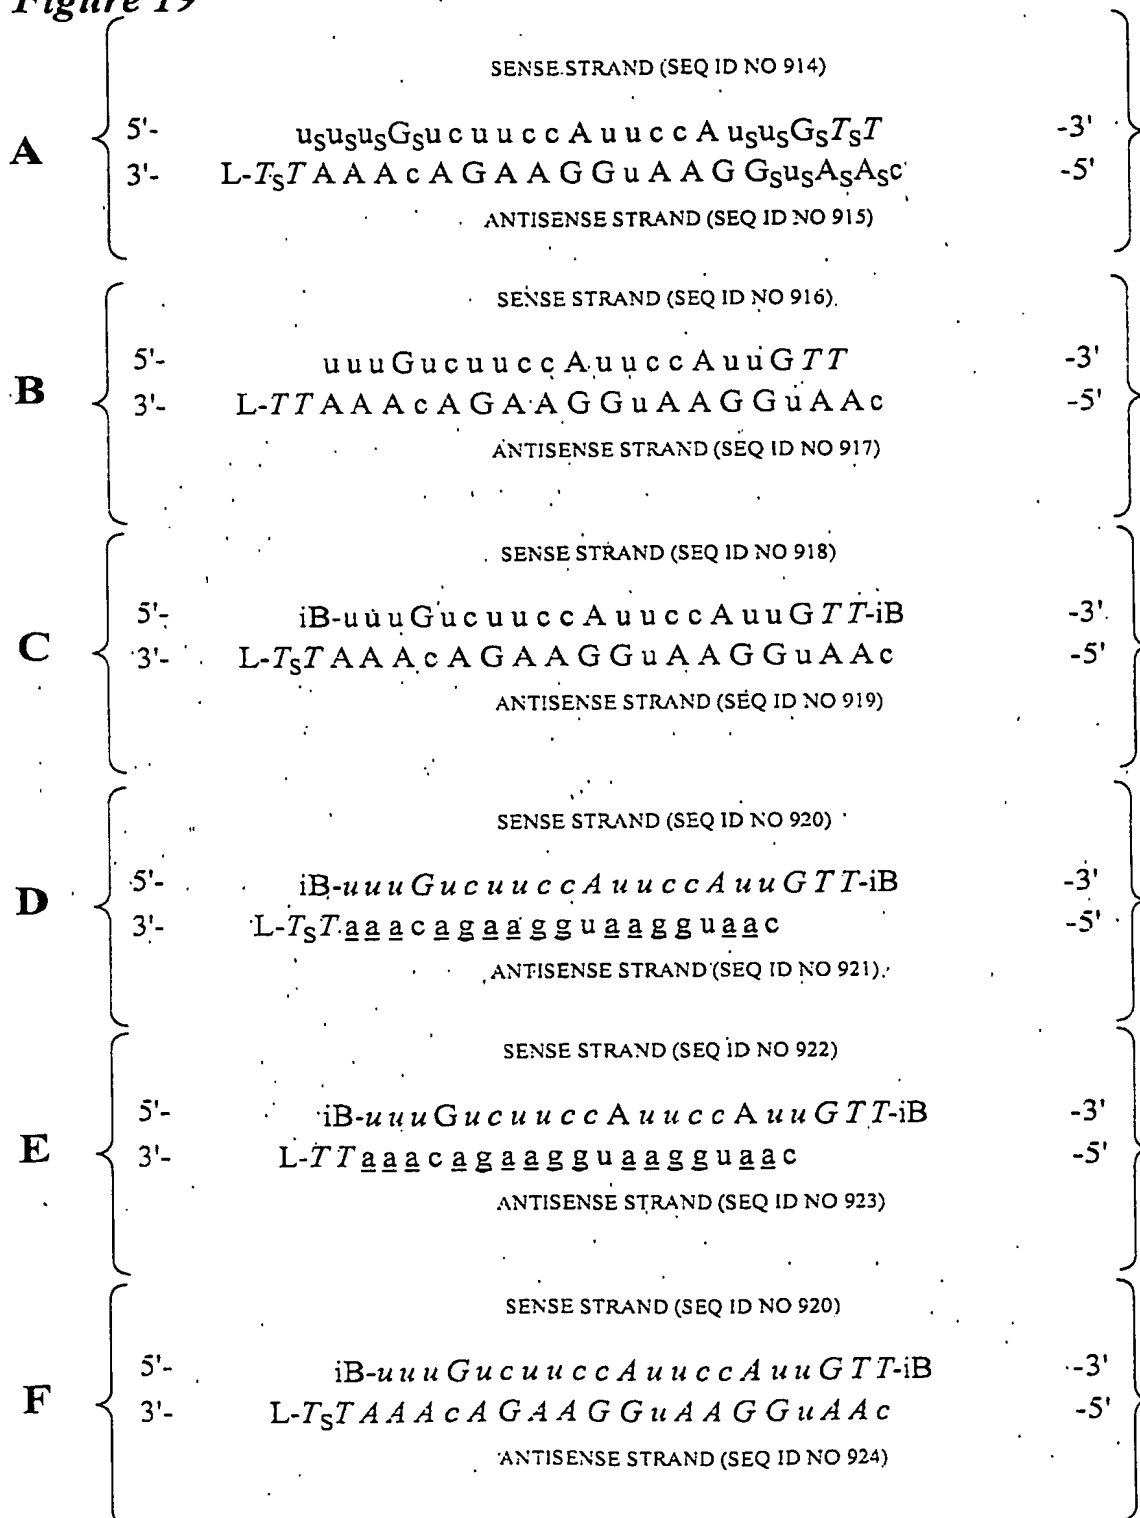 Figure 19
SENSE STRAND (SEQ ID NO 914)
A
5'- usususGsucuuccAuuccAususGsTsT -3'
3'- L-TsTAAAcAGAAGGuAAGGGsusAsAsc -5'
ANTISENSE STRAND (SEQ ID NO 915)
SENSE STRAND (SEQ ID NO 916)
B
5'- uuuGucuuccAuuccAuuGTT -3'
3'- L-TTAAAcAGAAGGuAAGGuAAc -5'
ANTISENSE STRAND (SEQ ID NO 917)
SENSE STRAND (SEQ ID NO 918)
C
5'- iB-uuuGucuuccAuuccAuuGTT-iB -3'
3'- L-TsTAAAcAGAAGGuAAGGuAAc -5'
ANTISENSE STRAND (SEQ ID NO 919)
SENSE STRAND (SEQ ID NO 920)
D
5'- iB-uuuGucuuccAuuccAuuGTT-iB -3'
3'- L-TsTaaacagaagguaagguaac -5'
ANTISENSE STRAND (SEQ ID NO 921)
SENSE STRAND (SEQ ID NO 922)
E
5'- iB-uuuGucuuccAuuccAuuGTT-iB -3'
3'- L-TTaaacagaagguaagguaac -5'
ANTISENSE STRAND (SEQ ID NO 923)
SENSE STRAND (SEQ ID NO 920)
F
5'- iB-uuuGucuuccAuuccAuuGTT-iB -3'
3'- L-TsTAAAcAGAAGGuAAGGuAAc -5'
ANTISENSE STRAND (SEQ ID NO 924)